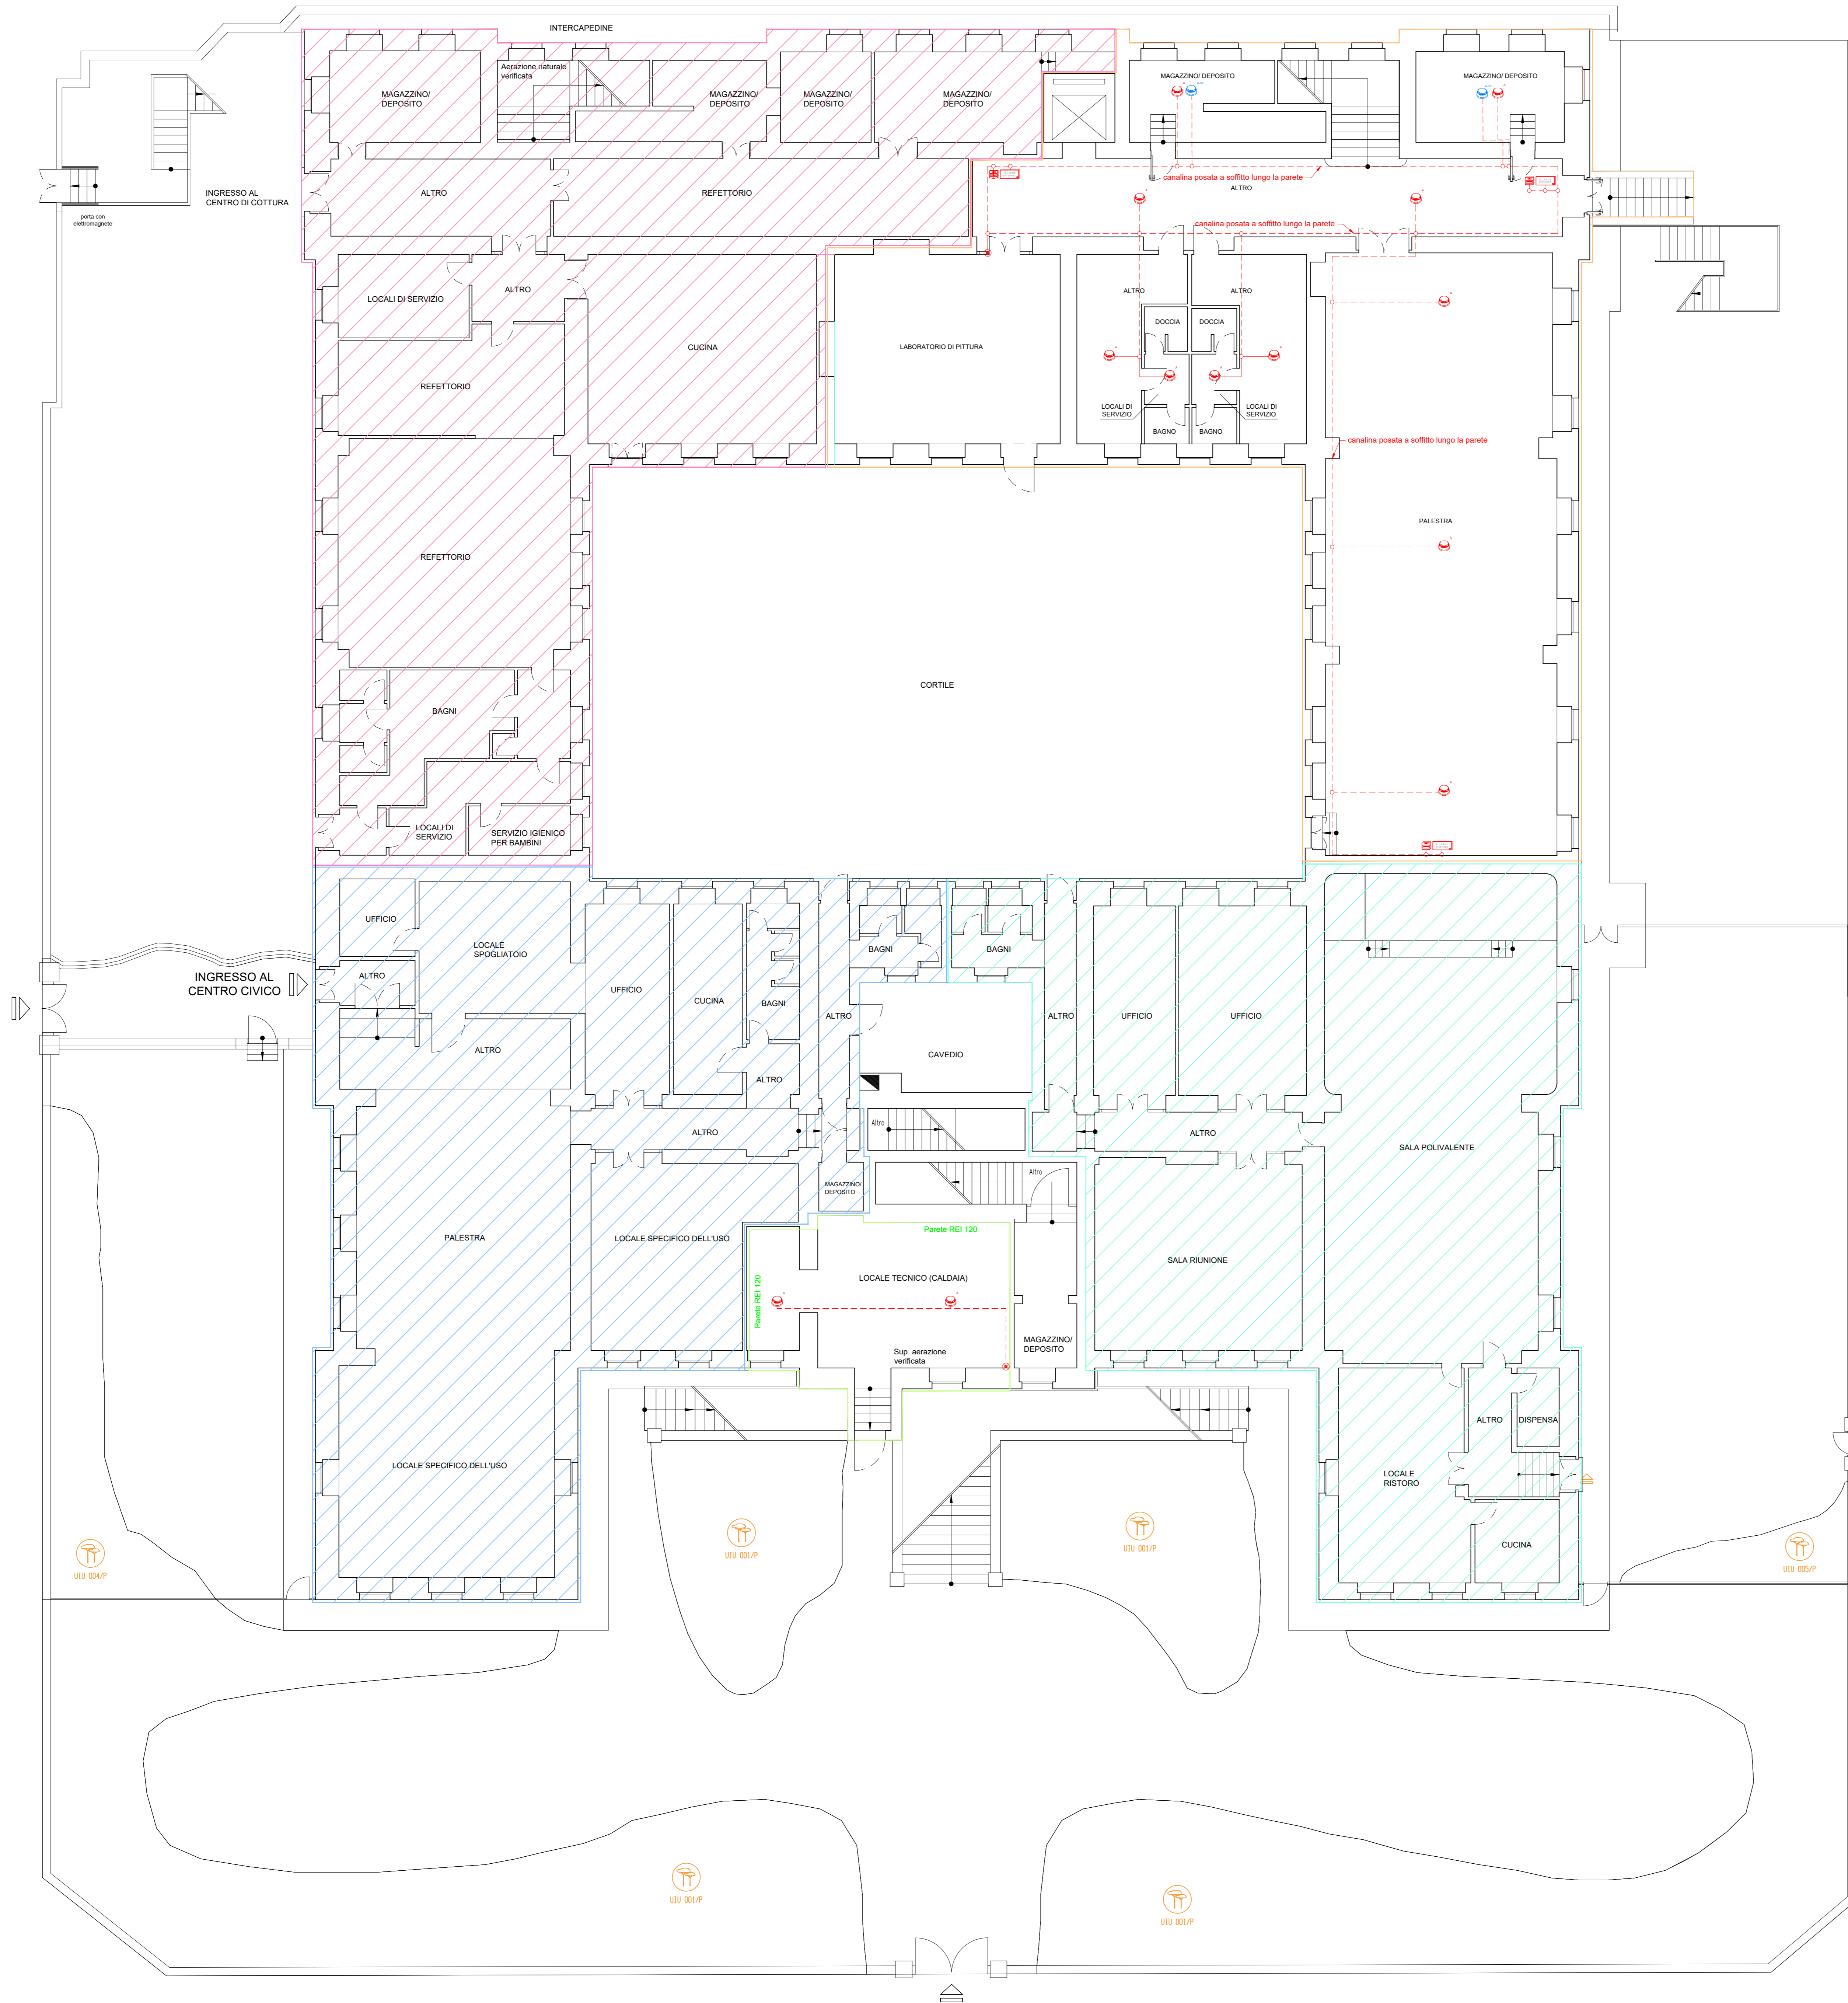 INTERCAPEDINE
Aerazione naturale
verificata
MAGAZZINO/
DEPOSITO
MAGAZZINO/
DEPOSITO
MAGAZZINO/
DEPOSITO
MAGAZZINO/
DEPOSITO
MAGAZZINO/ DEPOSITO
MAGAZZINO/ DEPOSITO
INGRESSO AL
CENTRO DI COTTURA
porta con
elettromagnete
ALTRO
REFETTORIO
canalina posata a soffitto lungo la parete
ALTRO
canalina posata a soffitto lungo la parete
LOCALI DI SERVIZIO
ALTRO
ALTRO
ALTRO
DOCCIA
DOCCIA
CUCINA
LABORATORIO DI PITTURA
REFETTORIO
LOCALI DI
SERVIZIO
LOCALI DI
SERVIZIO
BAGNO
BAGNO
canalina posata a soffitto lungo la parete
PALESTRA
REFETTORIO
CORTILE
BAGNI
LOCALI DI
SERVIZIO
SERVIZIO IGIENICO
PER BAMBINI
UFFICIO
LOCALE
SPOGLIATOIO
BAGNI
BAGNI
INGRESSO AL
CENTRO CIVICO
ALTRO
UFFICIO
CUCINA
BAGNI
ALTRO
ALTRO
UFFICIO
UFFICIO
ALTRO
CAVEDIO
ALTRO
ALTRO
Altro
ALTRO
SALA POLIVALENTE
Altro
MAGAZZINO/
DEPOSITO
PALESTRA
LOCALE SPECIFICO DELL'USO
Parete REI 120
SALA RIUNIONE
LOCALE TECNICO (CALDAIA)
Parete REI 120
MAGAZZINO/
DEPOSITO
Sup. aerazione
verificata
ALTRO
DISPENSA
LOCALE SPECIFICO DELL'USO
LOCALE
RISTORO
CUCINA
UIU 004/P
UIU 001/P
UIU 001/P
UIU 005/P
UIU 001/P
UIU 001/P